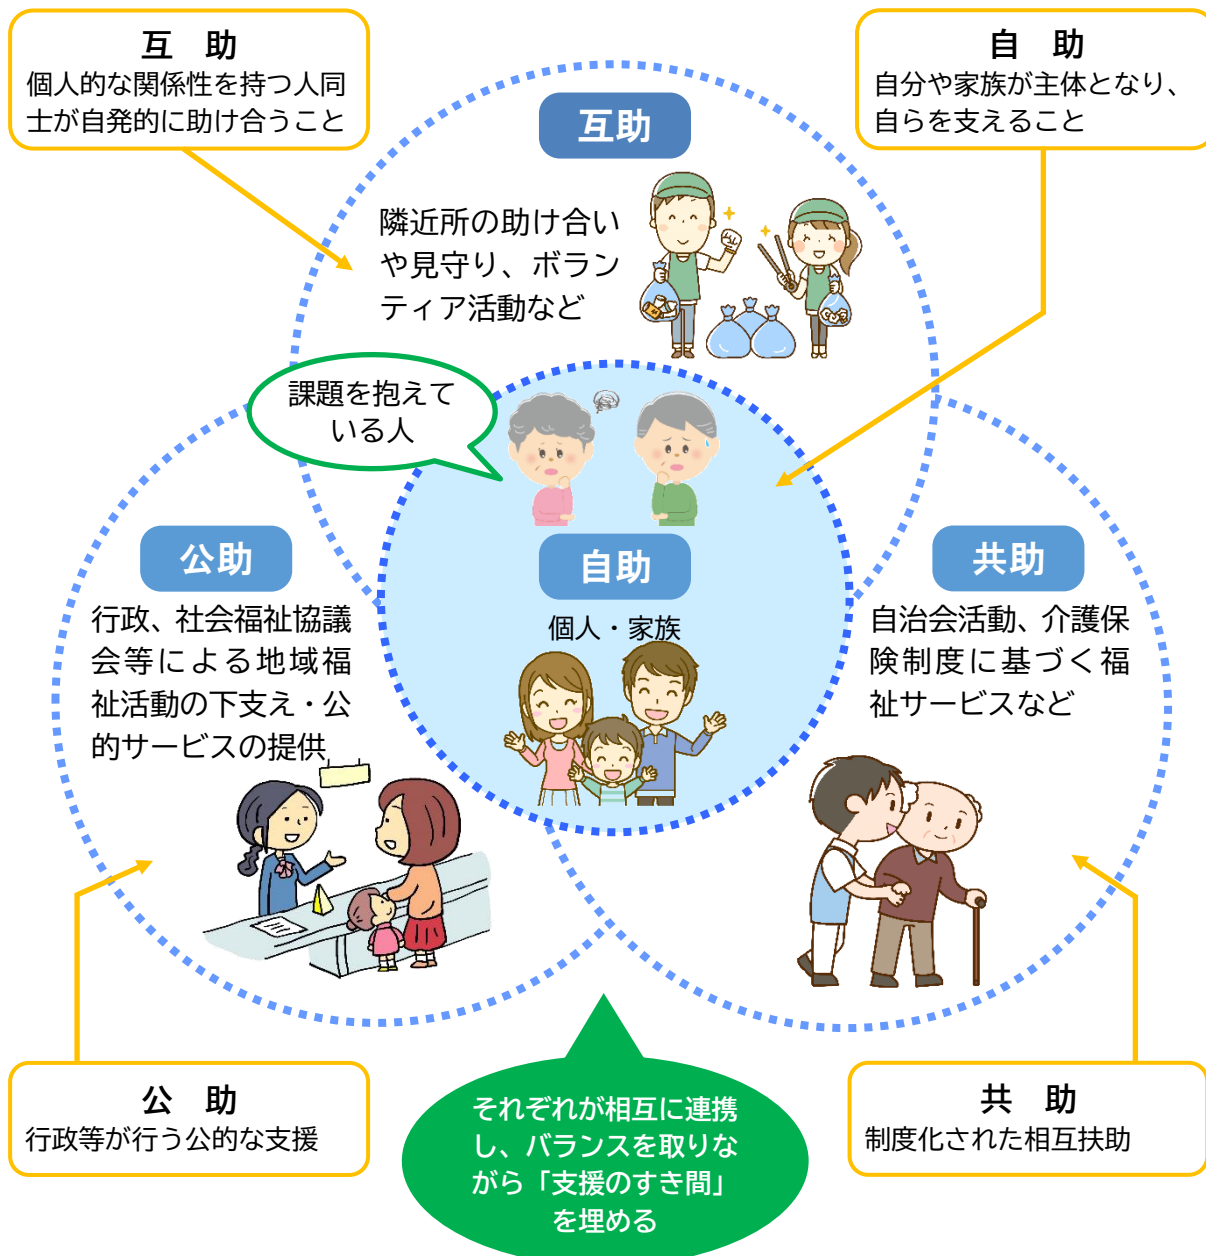 互　助
個人的な関係性を持つ人同
士が自発的に助け合うこと
自　助
自分や家族が主体となり、
自らを支えること
互助
隣近所の助け合い
や見守り、ボラン
ティア活動など
課題を抱えて
いる人
公助
行政、社会福祉協議
会等による地域福
祉活動の下支え・公
的サービスの提供
自助
個人・家族
共助
自治会活動、介護保
険制度に基づく福
祉サービスなど
公　助
行政等が行う公的な支援
それぞれが相互に連携
し、バランスを取りな
がら「支援のすき間」
を埋める
共　助
制度化された相互扶助